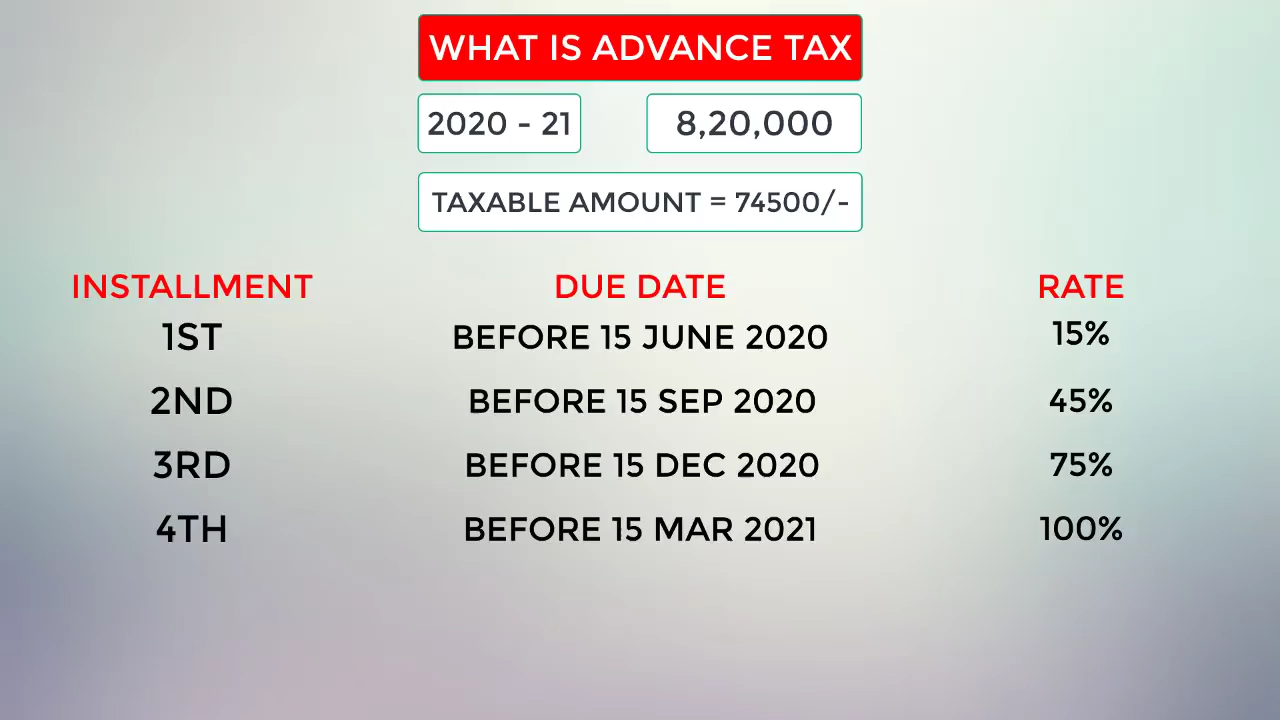 WHAT IS ADVANCE TAX
2020 - 21 8,20,000
TAXABLE AMOUNT = 74500/-
INSTALLMENT DUE DATE RATE
1ST BEFORE 15 JUNE 2020 15%
2ND BEFORE 15 SEP 2020 45%
3RD BEFORE 15 DEC 2020 75%
4TH BEFORE 15 MAR 2021 100%